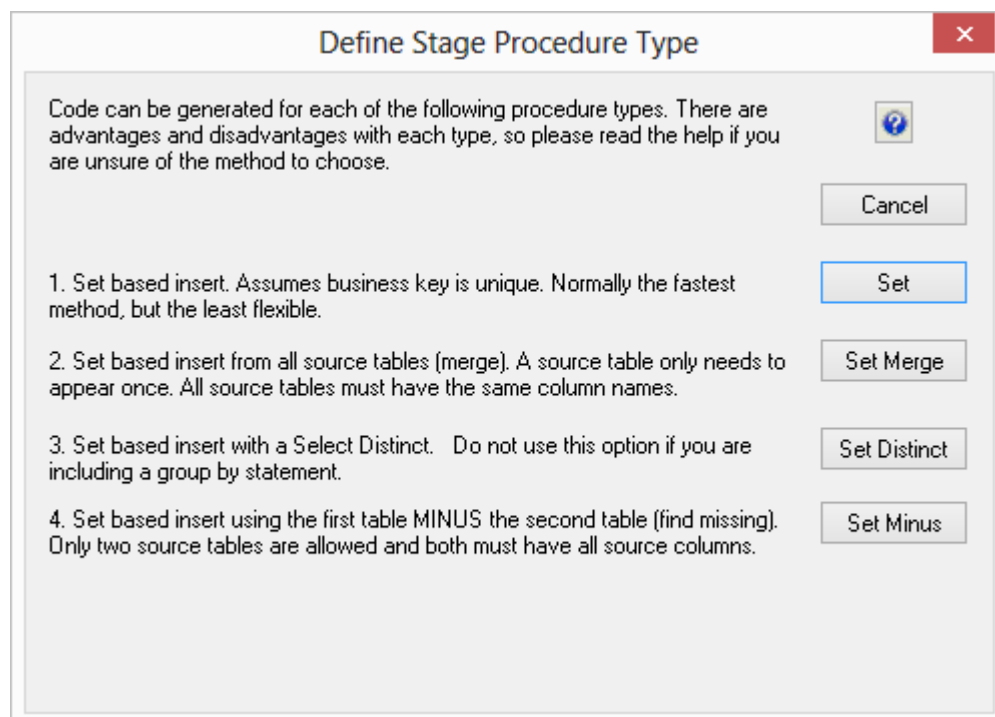 Define Stage Procedure Type
Code can be generated for each of the following procedure types. There are
advantages and disadvantages with each type, so please read the help if you
are unsure of the method to choose.
Cancel
1. Set based insert. Assumes business key is unique. Normally the fastest
method, but the least flexible.
Set
2. Set based insert from all source tables (merge). A source table only needs to
appear once. All source tables must have the same column names.
Set Merge
3. Set based insert with a Select Distinct.   Do not use this option if you are
including a group by statement.
Set Distinct
4. Set based insert using the first table MINUS the second table (find missing).
Only two source tables are allowed and both must have all source columns.
Set Minus